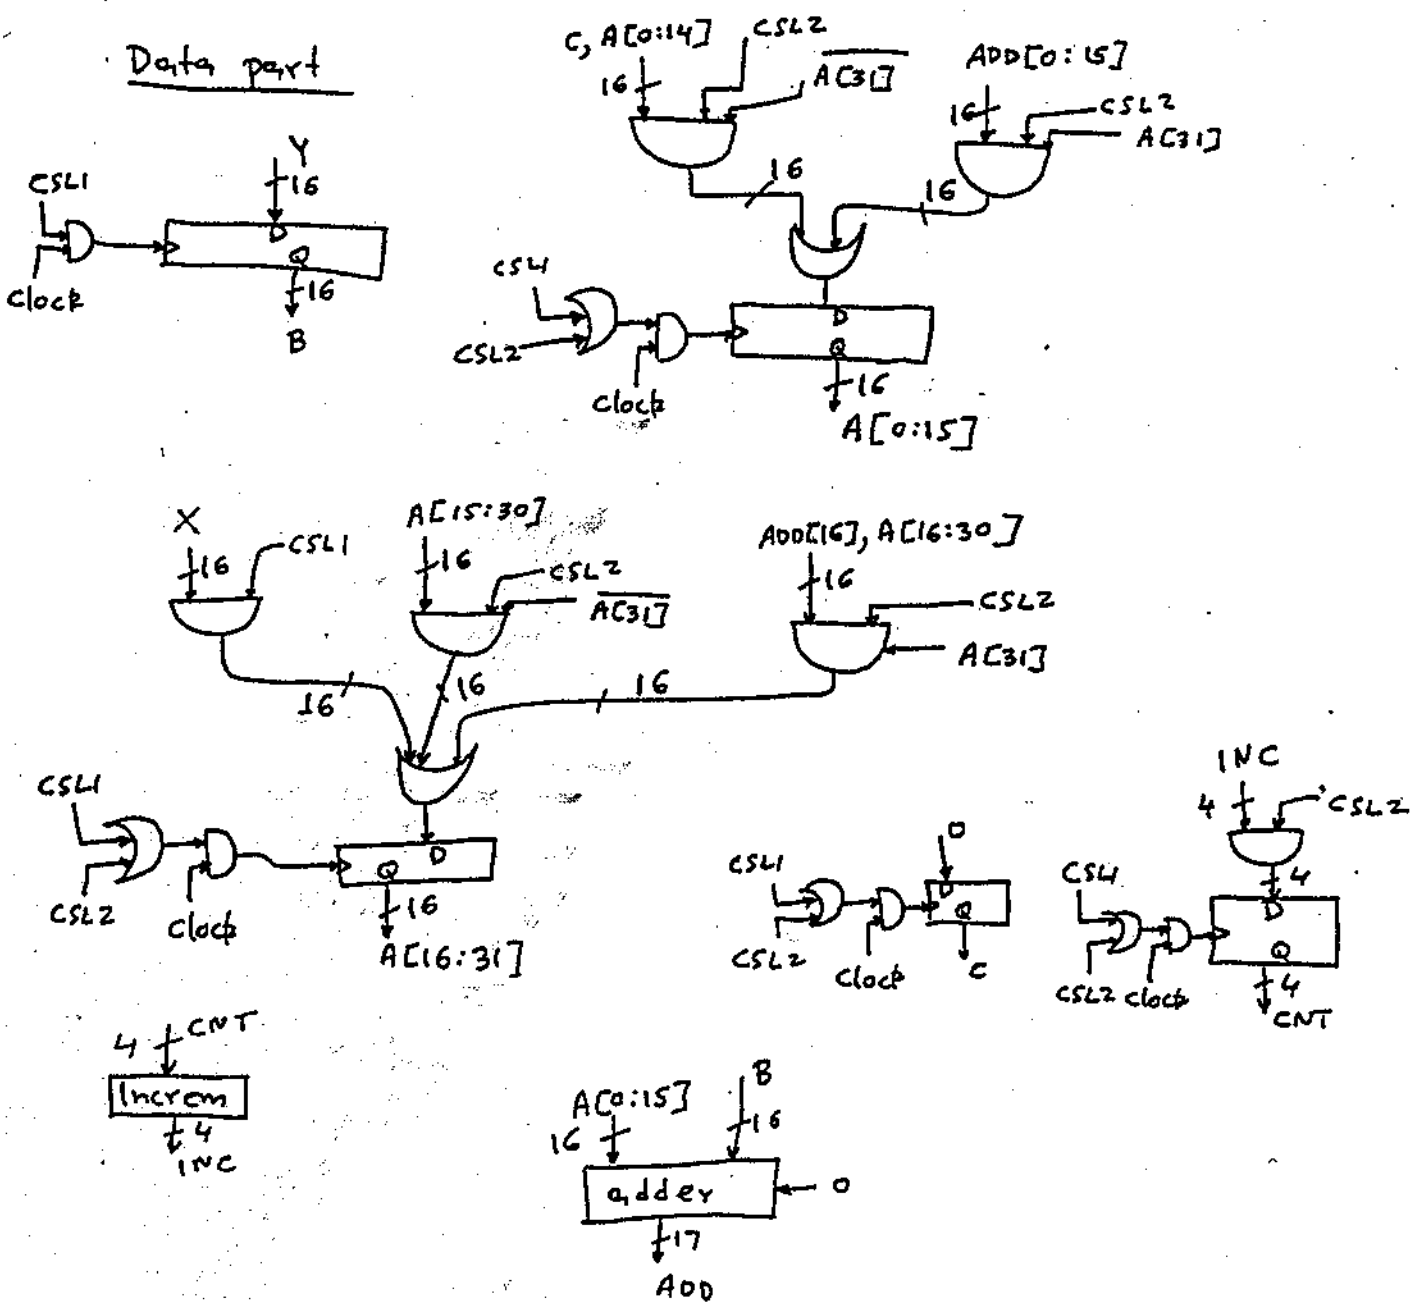 Data part
C, A[0:14]
CSL2
16
A[31]
ADD[0:15]
16
CSL2
A[31]
16
16
CSL1
Y
16
D
Q
Clock
16
B
CSL1
CSL2
Clock
D
Q
16
A[0:15]
X
16
CSL1
A[15:30]
16
CSL2
A[31]
ADD[16], A[16:30]
16
CSL2
A[31]
16
16
16
CSL1
CSL2
Clock
D
Q
16
A[16:31]
0
CSL1
CSL2
Clock
D
Q
C
INC
4
CSL2
4
CSL1
CSL2
Clock
D
Q
4
CNT
4
CNT
Increm
4
INC
A[0:15]
16
B
16
adder
0
17
ADD